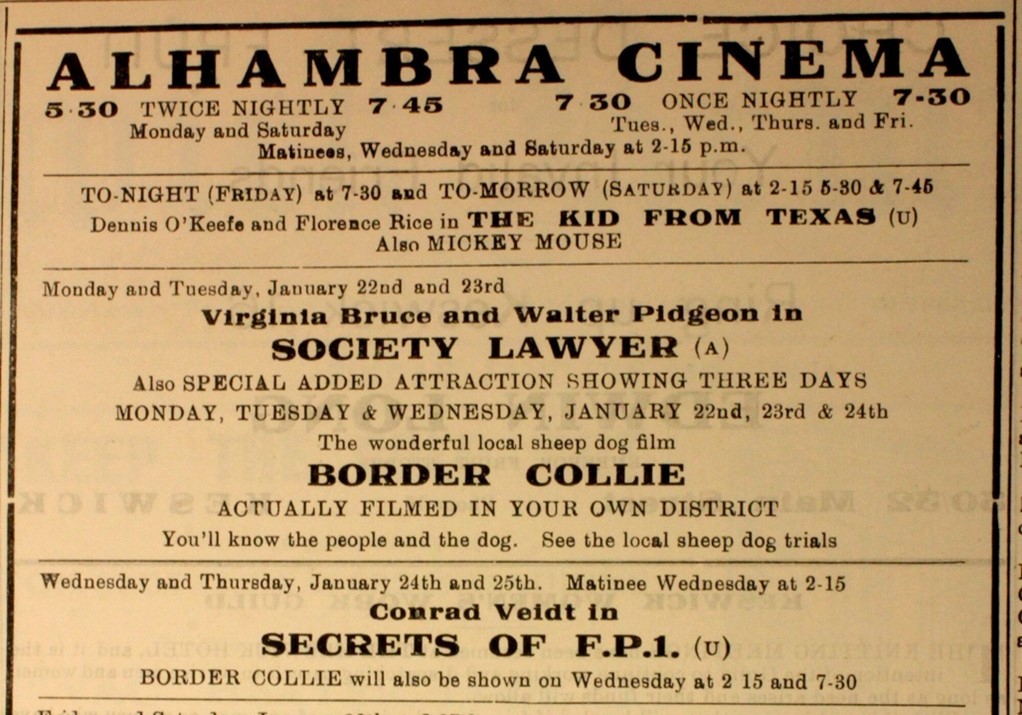 ALHAMBRA CINEMA
5·30 TWICE NIGHTLY 7·45 7 30 ONCE NIGHTLY 7-30
Monday and Saturday Tues., Wed., Thurs. and Fri.
Matinees, Wednesday and Saturday at 2-15 p.m.
TO-NIGHT (FRIDAY) at 7-30 and TO-MORROW (SATURDAY) at 2-15 5-30 & 7-45
Dennis O'Keefe and Florence Rice in THE KID FROM TEXAS (U)
Also MICKEY MOUSE
Monday and Tuesday, January 22nd and 23rd
Virginia Bruce and Walter Pidgeon in
SOCIETY LAWYER (A)
Also SPECIAL ADDED ATTRACTION SHOWING THREE DAYS
MONDAY, TUESDAY & WEDNESDAY, JANUARY 22nd, 23rd & 24th
The wonderful local sheep dog film
BORDER COLLIE
ACTUALLY FILMED IN YOUR OWN DISTRICT
You'll know the people and the dog. See the local sheep dog trials
Wednesday and Thursday, January 24th and 25th. Matinee Wednesday at 2-15
Conrad Veidt in
SECRETS OF F.P.1 (U)
BORDER COLLIE will also be shown on Wednesday at 2 15 and 7-30